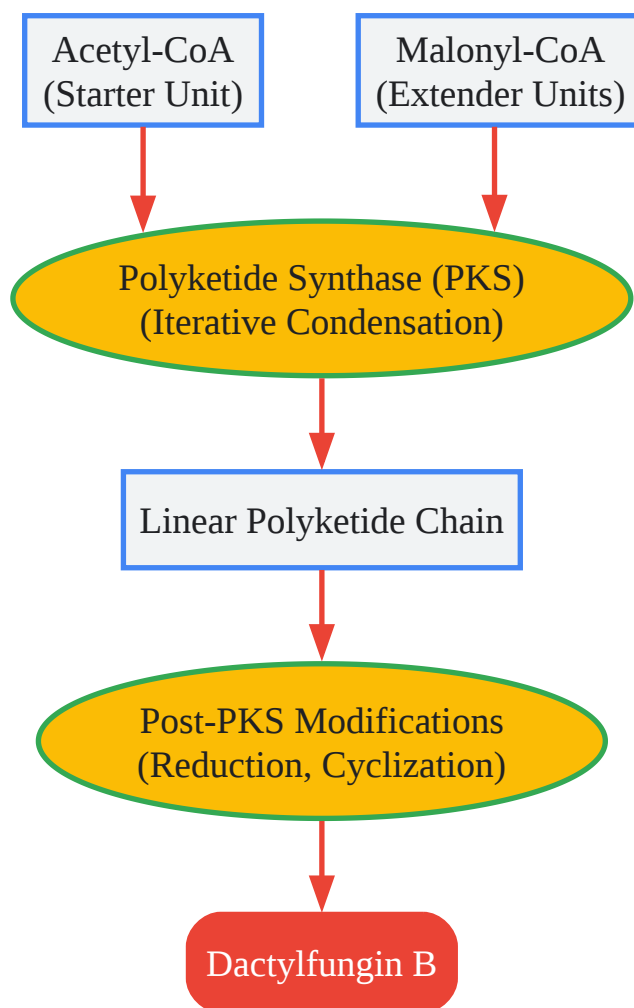 Acetyl-CoA
(Starter Unit)
Malonyl-CoA
(Extender Units)
Polyketide Synthase (PKS)
(Iterative Condensation)
Linear Polyketide Chain
Post-PKS Modifications
(Reduction, Cyclization)
Dactylfungin B